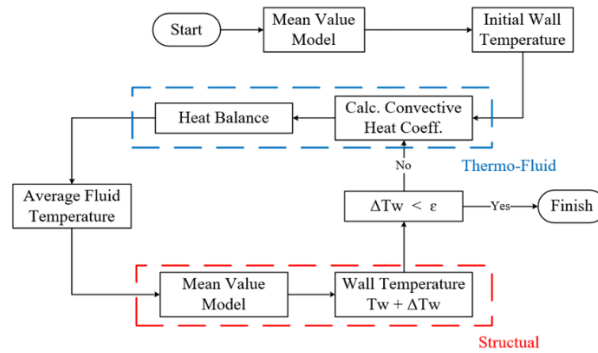 Start
Mean Value
Model
Initial Wall
Temperature
Heat Balance
Calc. Convective
Heat Coeff.
Thermo-Fluid
No
Average Fluid
Temperature
ΔTw < ε
Yes
Finish
Mean Value
Model
Wall Temperature
Tw + ΔTw
Structual